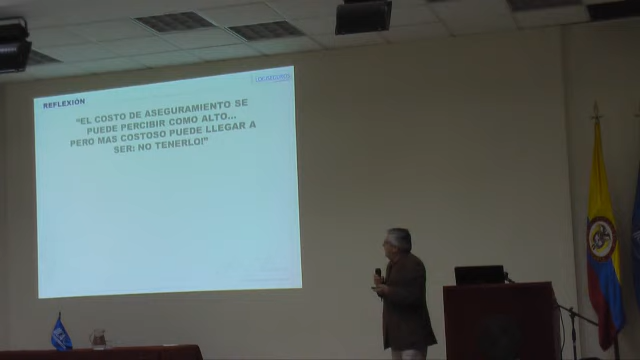 REFLEXIÓN
"EL COSTO DE ASEGURAMIENTO SE
PUEDE PERCIBIR COMO ALTO...
PERO MAS COSTOSO PUEDE LLEGAR A
SER: NO TENERLO!"